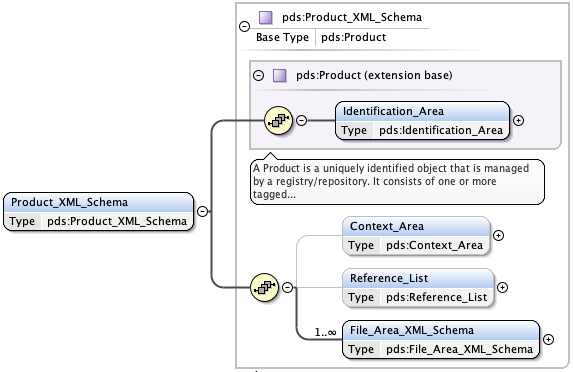 pds:Product_XML_Schema
Base Type pds:Product
pds:Product (extension base)
Identification_Area
Type pds:Identification_Area
A Product is a uniquely identified object that is managed
by a registry/repository. It consists of one or more
tagged...
Product_XML_Schema
Type pds:Product_XML_Schema
Context_Area
Type pds:Context_Area
Reference_List
Type pds:Reference_List
1..∞
File_Area_XML_Schema
Type pds:File_Area_XML_Schema